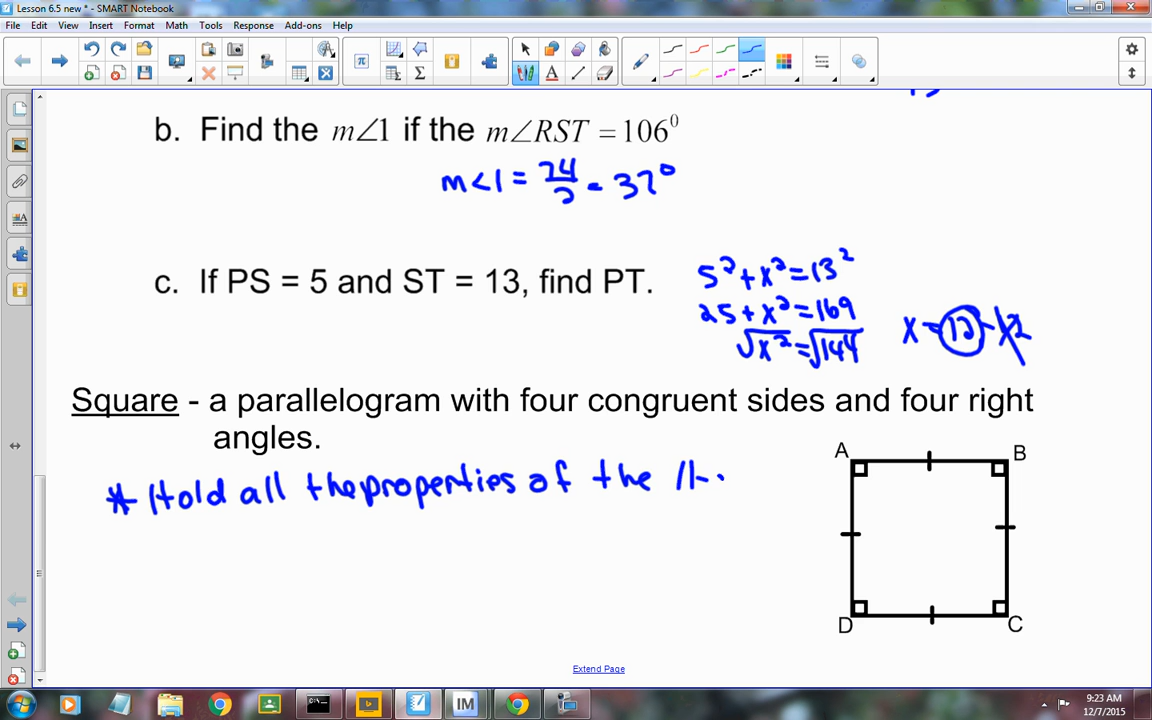 Lesson 6.5 new * - SMART Notebook
File Edit View Insert Format Math Tools Response Add-ons Help
b. Find the m∠1 if the m∠RST = 106⁰
m<1 = 74/2 = 37°
c. If PS = 5 and ST = 13, find PT.
5² + x² = 13²
25 + x² = 169
√x² = √144
x = 12 - 12
Square - a parallelogram with four congruent sides and four right
angles.
* Hold all the properties of the
A
B
D
C
Extend Page
IM
9:23 AM
12/7/2015